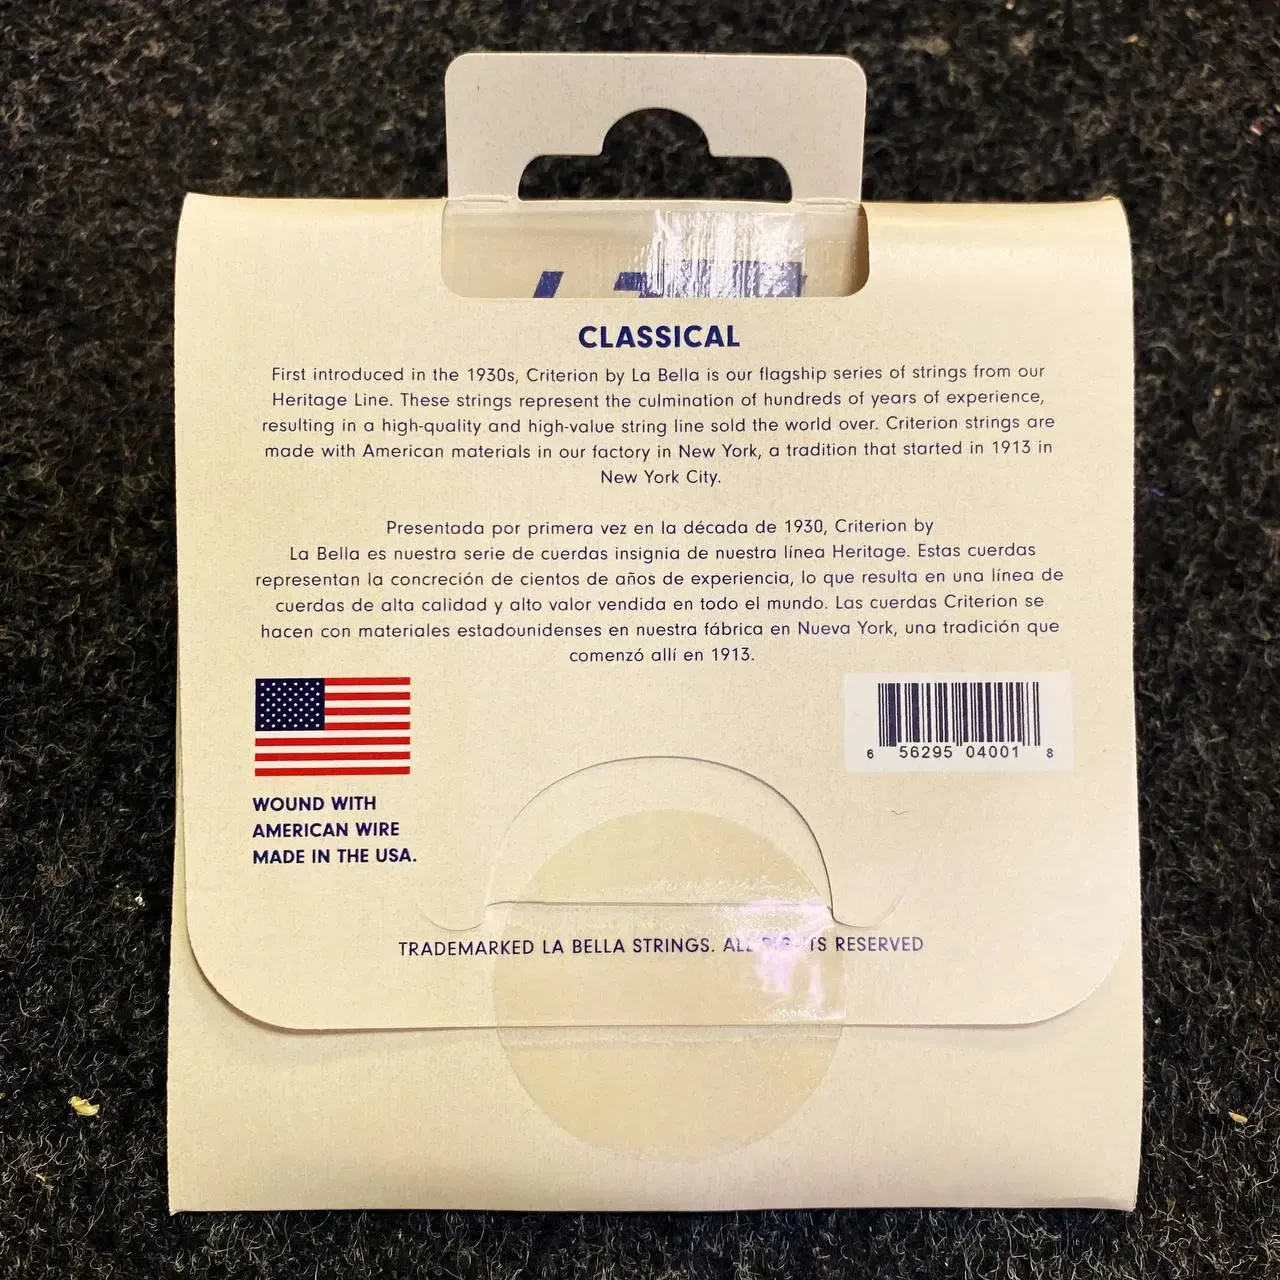 CLASSICAL
First introduced in the 1930s, Criterion by La Bella is our flagship series of strings from our
Heritage Line. These strings represent the culmination of hundreds of years of experience,
resulting in a high-quality and high-value string line sold the world over. Criterion strings are
made with American materials in our factory in New York, a tradition that started in 1913 in
New York City.
Presentada por primera vez en la década de 1930, Criterion by
La Bella es nuestra serie de cuerdas insignia de nuestra línea Heritage. Estas cuerdas
representan la concreción de cientos de años de experiencia, lo que resulta en una línea de
cuerdas de alta calidad y alto valor vendida en todo el mundo. Las cuerdas Criterion se
hacen con materiales estadounidenses en nuestra fábrica en Nueva York, una tradición que
comenzó allí en 1913.
6 56295 04001 8
WOUND WITH
AMERICAN WIRE
MADE IN THE USA.
TRADEMARKED LA BELLA STRINGS. ALL RIGHTS RESERVED